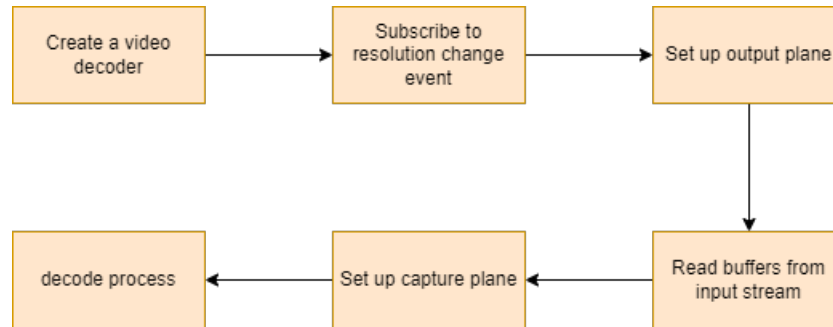 Create a video
decoder
Subscribe to
resolution change
event
Set up output plane
Read buffers from
input stream
Set up capture plane
decode process